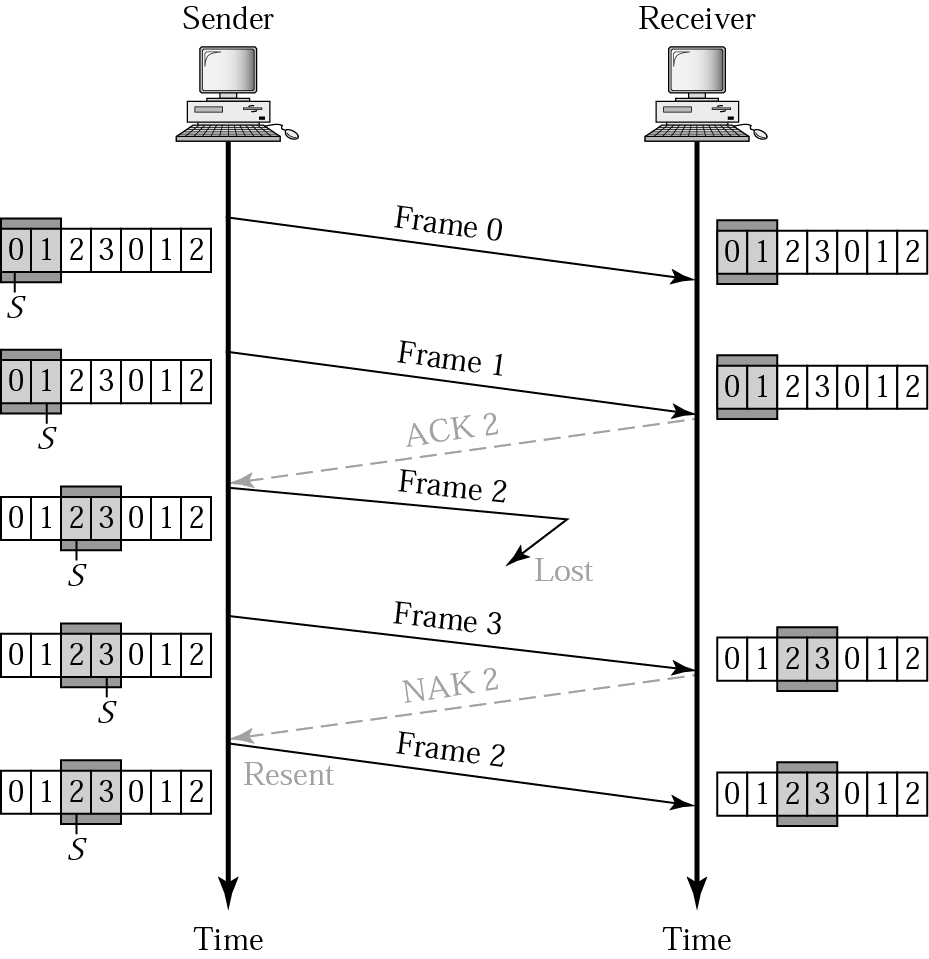 Sender Receiver
Frame 0
0 1 2 3 0 1 2
0 1 2 3 0 1 2
S
Frame 1
0 1 2 3 0 1 2
0 1 2 3 0 1 2
S
ACK 2
Frame 2
0 1 2 3 0 1 2
S
Lost
Frame 3
0 1 2 3 0 1 2
0 1 2 3 0 1 2
S
NAK 2
Frame 2
Resent
0 1 2 3 0 1 2
0 1 2 3 0 1 2
S
Time Time